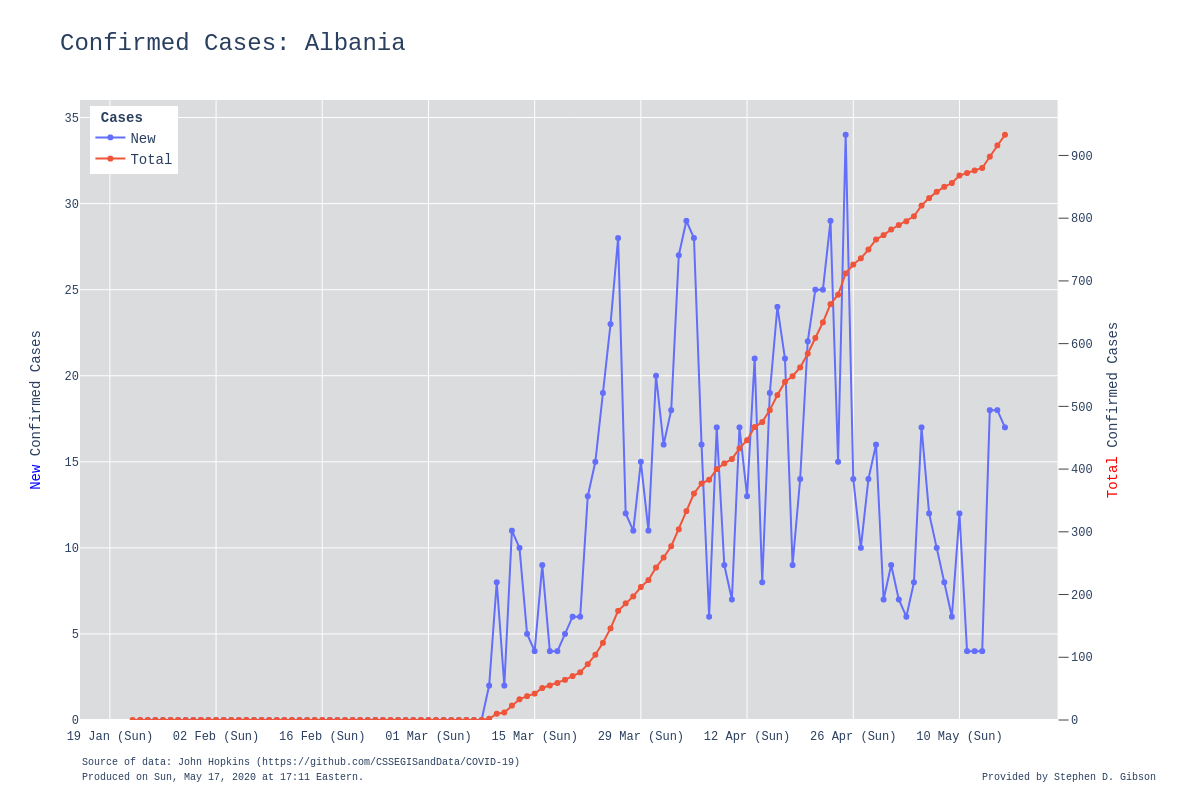 Confirmed Cases: Albania
Cases
New
Total
35
30
25
20
15
10
5
0
New Confirmed Cases
900
800
700
600
500
400
300
200
100
0
Total Confirmed Cases
19 Jan (Sun) 02 Feb (Sun) 16 Feb (Sun) 01 Mar (Sun) 15 Mar (Sun) 29 Mar (Sun) 12 Apr (Sun) 26 Apr (Sun) 10 May (Sun)
Source of data: John Hopkins (https://github.com/CSSEGISandData/COVID-19)
Produced on Sun, May 17, 2020 at 17:11 Eastern.
Provided by Stephen D. Gibson